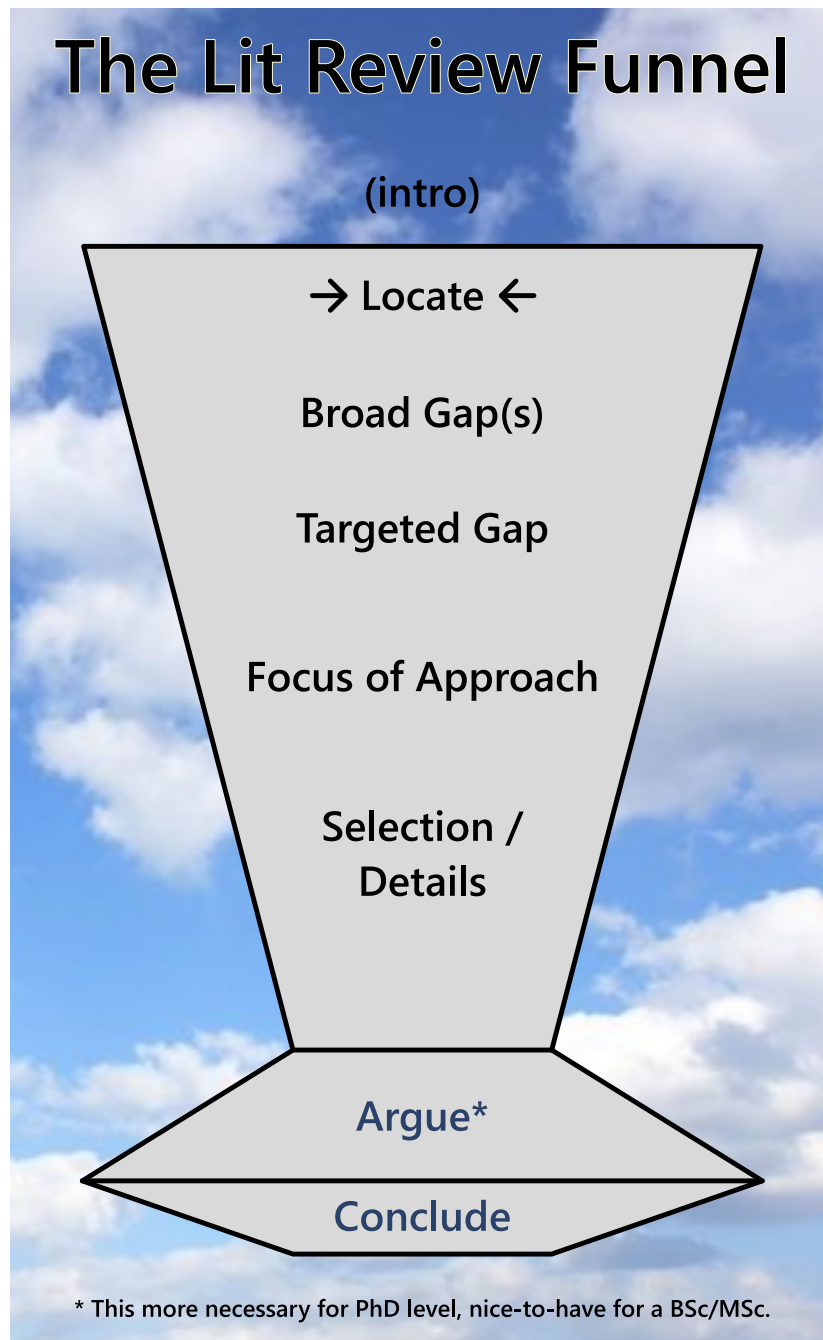 The Lit Review Funnel
(intro)
→ Locate ←
Broad Gap(s)
Targeted Gap
Focus of Approach
Selection /
Details
Argue*
Conclude
* This more necessary for PhD level, nice-to-have for a BSc/MSc.